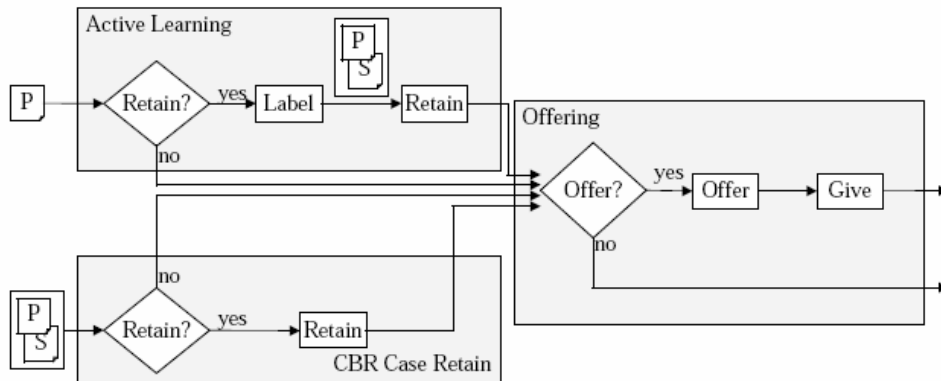 Active Learning
P
S
P
Retain?
yes
Label
Retain
no
Offering
Offer?
yes
Offer
Give
no
no
P
S
Retain?
yes
Retain
CBR Case Retain